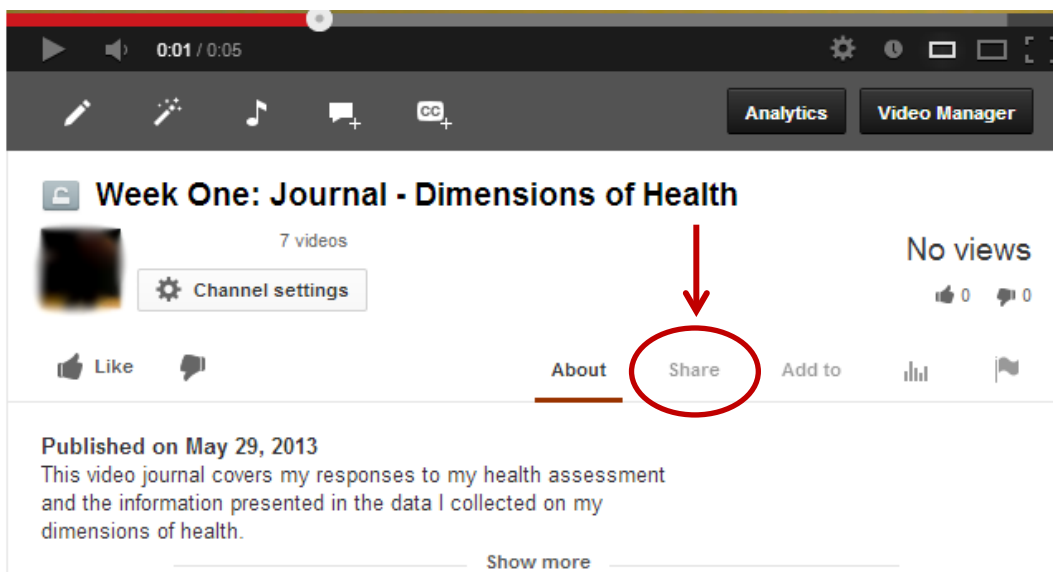 0:01 / 0:05
CC
Analytics
Video Manager
Week One: Journal - Dimensions of Health
7 videos
No views
Channel settings
0
0
Like
About
Share
Add to
Published on May 29, 2013
This video journal covers my responses to my health assessment
and the information presented in the data I collected on my
dimensions of health.
Show more